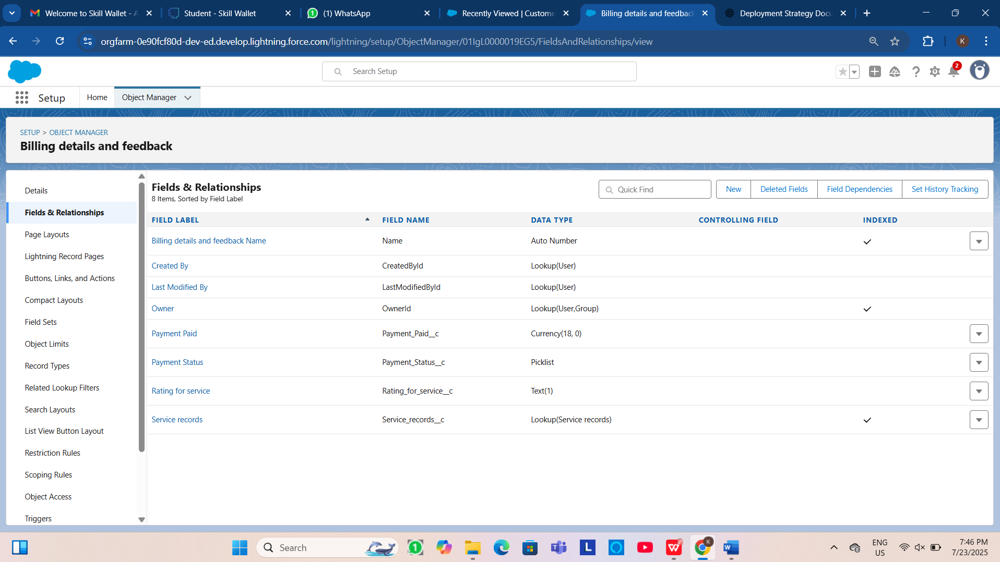 Welcome to Skill Wallet - A
Student - Skill Wallet
(1) WhatsApp
Recently Viewed | Custome
Billing details and feedback
Deployment Strategy Docu
orgfarm-0e90fcf80d-dev-ed.develop.lightning.force.com/lightning/setup/ObjectManager/01IgL0000019EG5/FieldsAndRelationships/view
K
Search Setup
2
Setup
Home
Object Manager
SETUP > OBJECT MANAGER
Billing details and feedback
Details
Fields & Relationships
Page Layouts
Lightning Record Pages
Buttons, Links, and Actions
Compact Layouts
Field Sets
Object Limits
Record Types
Related Lookup Filters
Search Layouts
List View Button Layout
Restriction Rules
Scoping Rules
Object Access
Triggers
Fields & Relationships
8 Items, Sorted by Field Label
Quick Find
New
Deleted Fields
Field Dependencies
Set History Tracking
FIELD LABEL FIELD NAME DATA TYPE CONTROLLING FIELD INDEXED
Billing details and feedback Name Name Auto Number
Created By CreatedById Lookup(User)
Last Modified By LastModifiedById Lookup(User)
Owner OwnerId Lookup(User,Group)
Payment Paid Payment_Paid__c Currency(18, 0)
Payment Status Payment_Status__c Picklist
Rating for service Rating_for_service__c Text(1)
Service records Service_records__c Lookup(Service records)
Search
1
L
W
K
W
ENG
US
7:46 PM
7/23/2025